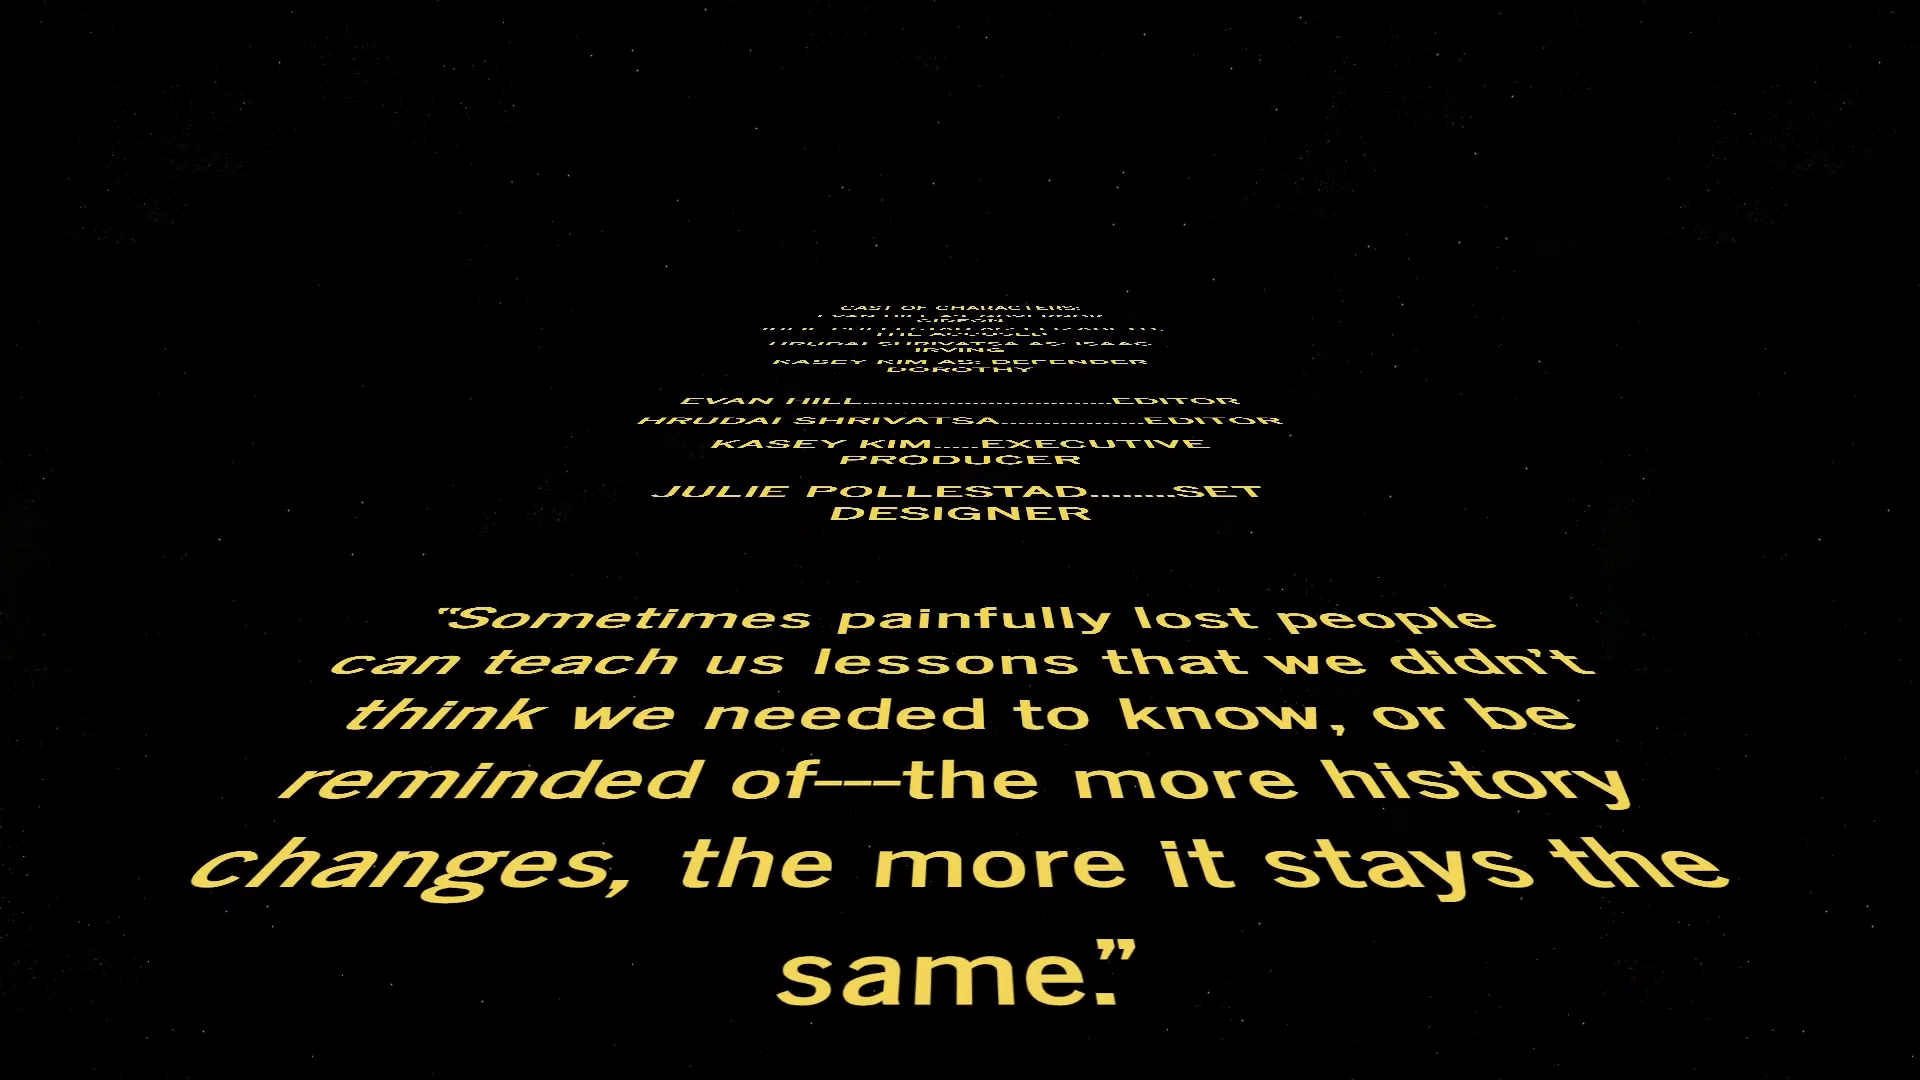 CAST OF CHARACTERS:
EVAN HILL AS
HRUDAI SHRIVATSA AS: ISAAC
IRVING
KASEY KIM AS: DEFENDER
DOROTHY
EVAN HILL................................EDITOR
HRUDAI SHRIVATSA..................EDITOR
KASEY KIM.....EXECUTIVE
PRODUCER
JULIE POLLESTAD........SET
DESIGNER
“Sometimes painfully lost people
can teach us lessons that we didn’t
think we needed to know, or be
reminded of---the more history
changes, the more it stays the
same.”